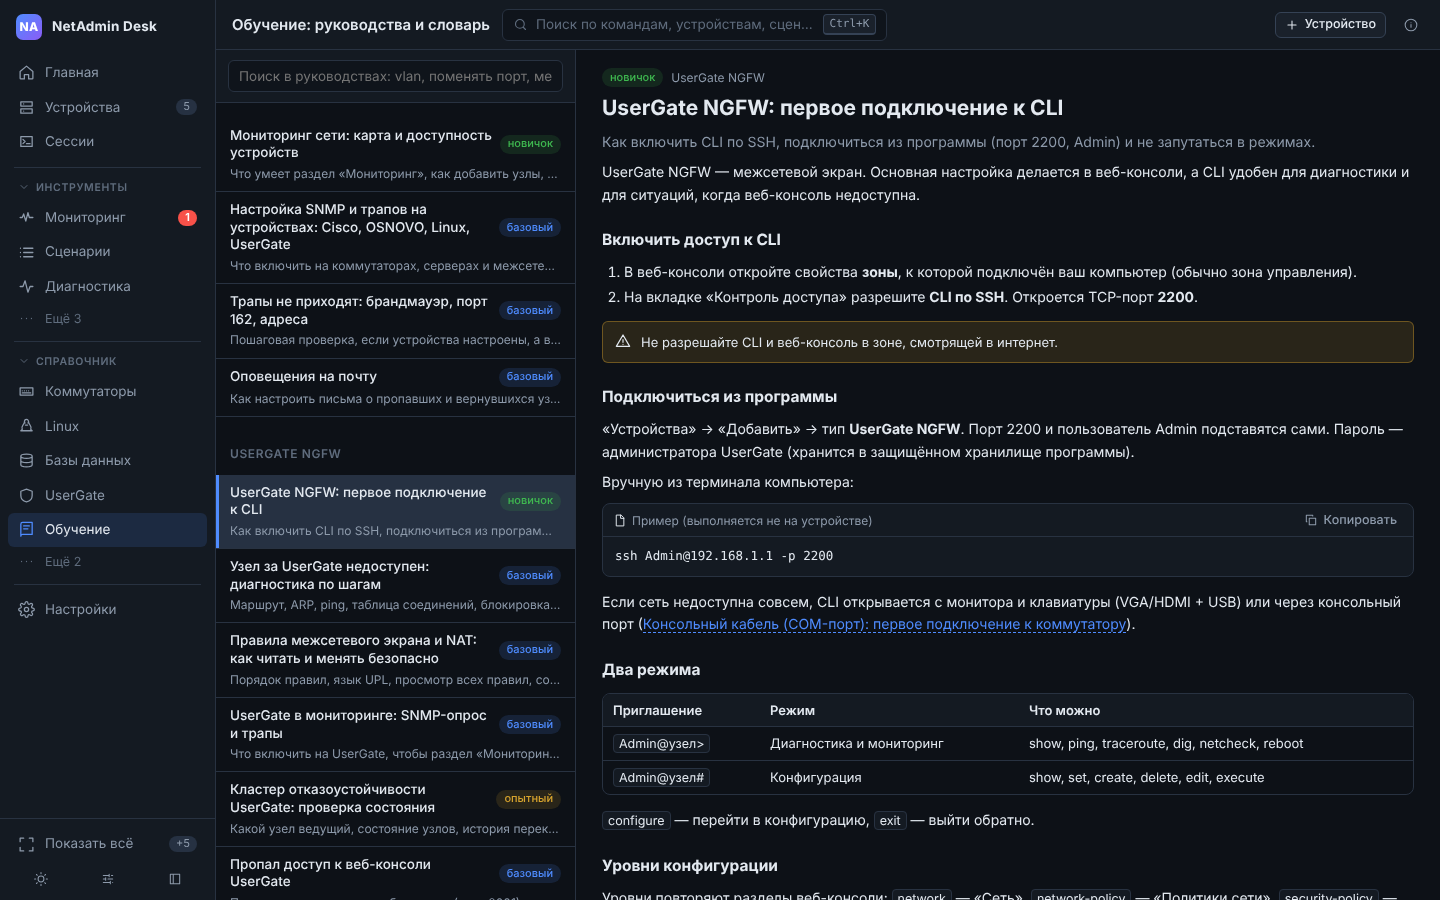 NA NetAdmin Desk
Главная
Устройства 5
Сессии
ИНСТРУМЕНТЫ
Мониторинг 1
Сценарии
Диагностика
Ещё 3
СПРАВОЧНИК
Коммутаторы
Linux
Базы данных
UserGate
Обучение
Ещё 2
Настройки
Показать всё +5
Обучение: руководства и словарь
Поиск по командам, устройствам, сцен... Ctrl+K
+ Устройство
Поиск в руководствах: vlan, поменять порт, ме
Мониторинг сети: карта и доступность
устройств
новичок
Что умеет раздел «Мониторинг», как добавить узлы, ...
Настройка SNMP и трапов на
устройствах: Cisco, OSNOVO, Linux,
UserGate
базовый
Что включить на коммутаторах, серверах и межсете...
Трапы не приходят: брандмауэр, порт
162, адреса
базовый
Пошаговая проверка, если устройства настроены, а в...
Оповещения на почту
базовый
Как настроить письма о пропавших и вернувшихся уз...
USERGATE NGFW
UserGate NGFW: первое подключение
к CLI
новичок
Как включить CLI по SSH, подключиться из програм...
Узел за UserGate недоступен:
диагностика по шагам
базовый
Маршрут, ARP, ping, таблица соединений, блокировка...
Правила межсетевого экрана и NAT:
как читать и менять безопасно
базовый
Порядок правил, язык UPL, просмотр всех правил, со...
UserGate в мониторинге: SNMP-опрос
и трапы
базовый
Что включить на UserGate, чтобы раздел «Мониторин...
Кластер отказоустойчивости
UserGate: проверка состояния
опытный
Какой узел ведущий, состояние узлов, история перек...
Пропал доступ к веб-консоли
UserGate
базовый
новичок UserGate NGFW
UserGate NGFW: первое подключение к CLI
Как включить CLI по SSH, подключиться из программы (порт 2200, Admin) и не запутаться в режимах.
UserGate NGFW — межсетевой экран. Основная настройка делается в веб-консоли, а CLI удобен для диагностики и
для ситуаций, когда веб-консоль недоступна.
Включить доступ к CLI
1. В веб-консоли откройте свойства зоны, к которой подключён ваш компьютер (обычно зона управления).
2. На вкладке «Контроль доступа» разрешите CLI по SSH. Откроется TCP-порт 2200.
Не разрешайте CLI и веб-консоль в зоне, смотрящей в интернет.
Подключиться из программы
«Устройства» → «Добавить» → тип UserGate NGFW. Порт 2200 и пользователь Admin подставятся сами. Пароль —
администратора UserGate (хранится в защищённом хранилище программы).
Вручную из терминала компьютера:
Пример (выполняется не на устройстве) Копировать
ssh Admin@192.168.1.1 -p 2200
Если сеть недоступна совсем, CLI открывается с монитора и клавиатуры (VGA/HDMI + USB) или через консольный
порт (Консольный кабель (COM-порт): первое подключение к коммутатору).
Два режима
Приглашение Режим Что можно
Admin@узел> Диагностика и мониторинг show, ping, traceroute, dig, netcheck, reboot
Admin@узел# Конфигурация show, set, create, delete, edit, execute
configure — перейти в конфигурацию, exit — выйти обратно.
Уровни конфигурации
Уровни повторяют разделы веб-консоли: network — «Сеть», network-policy — «Политики сети», security-policy —